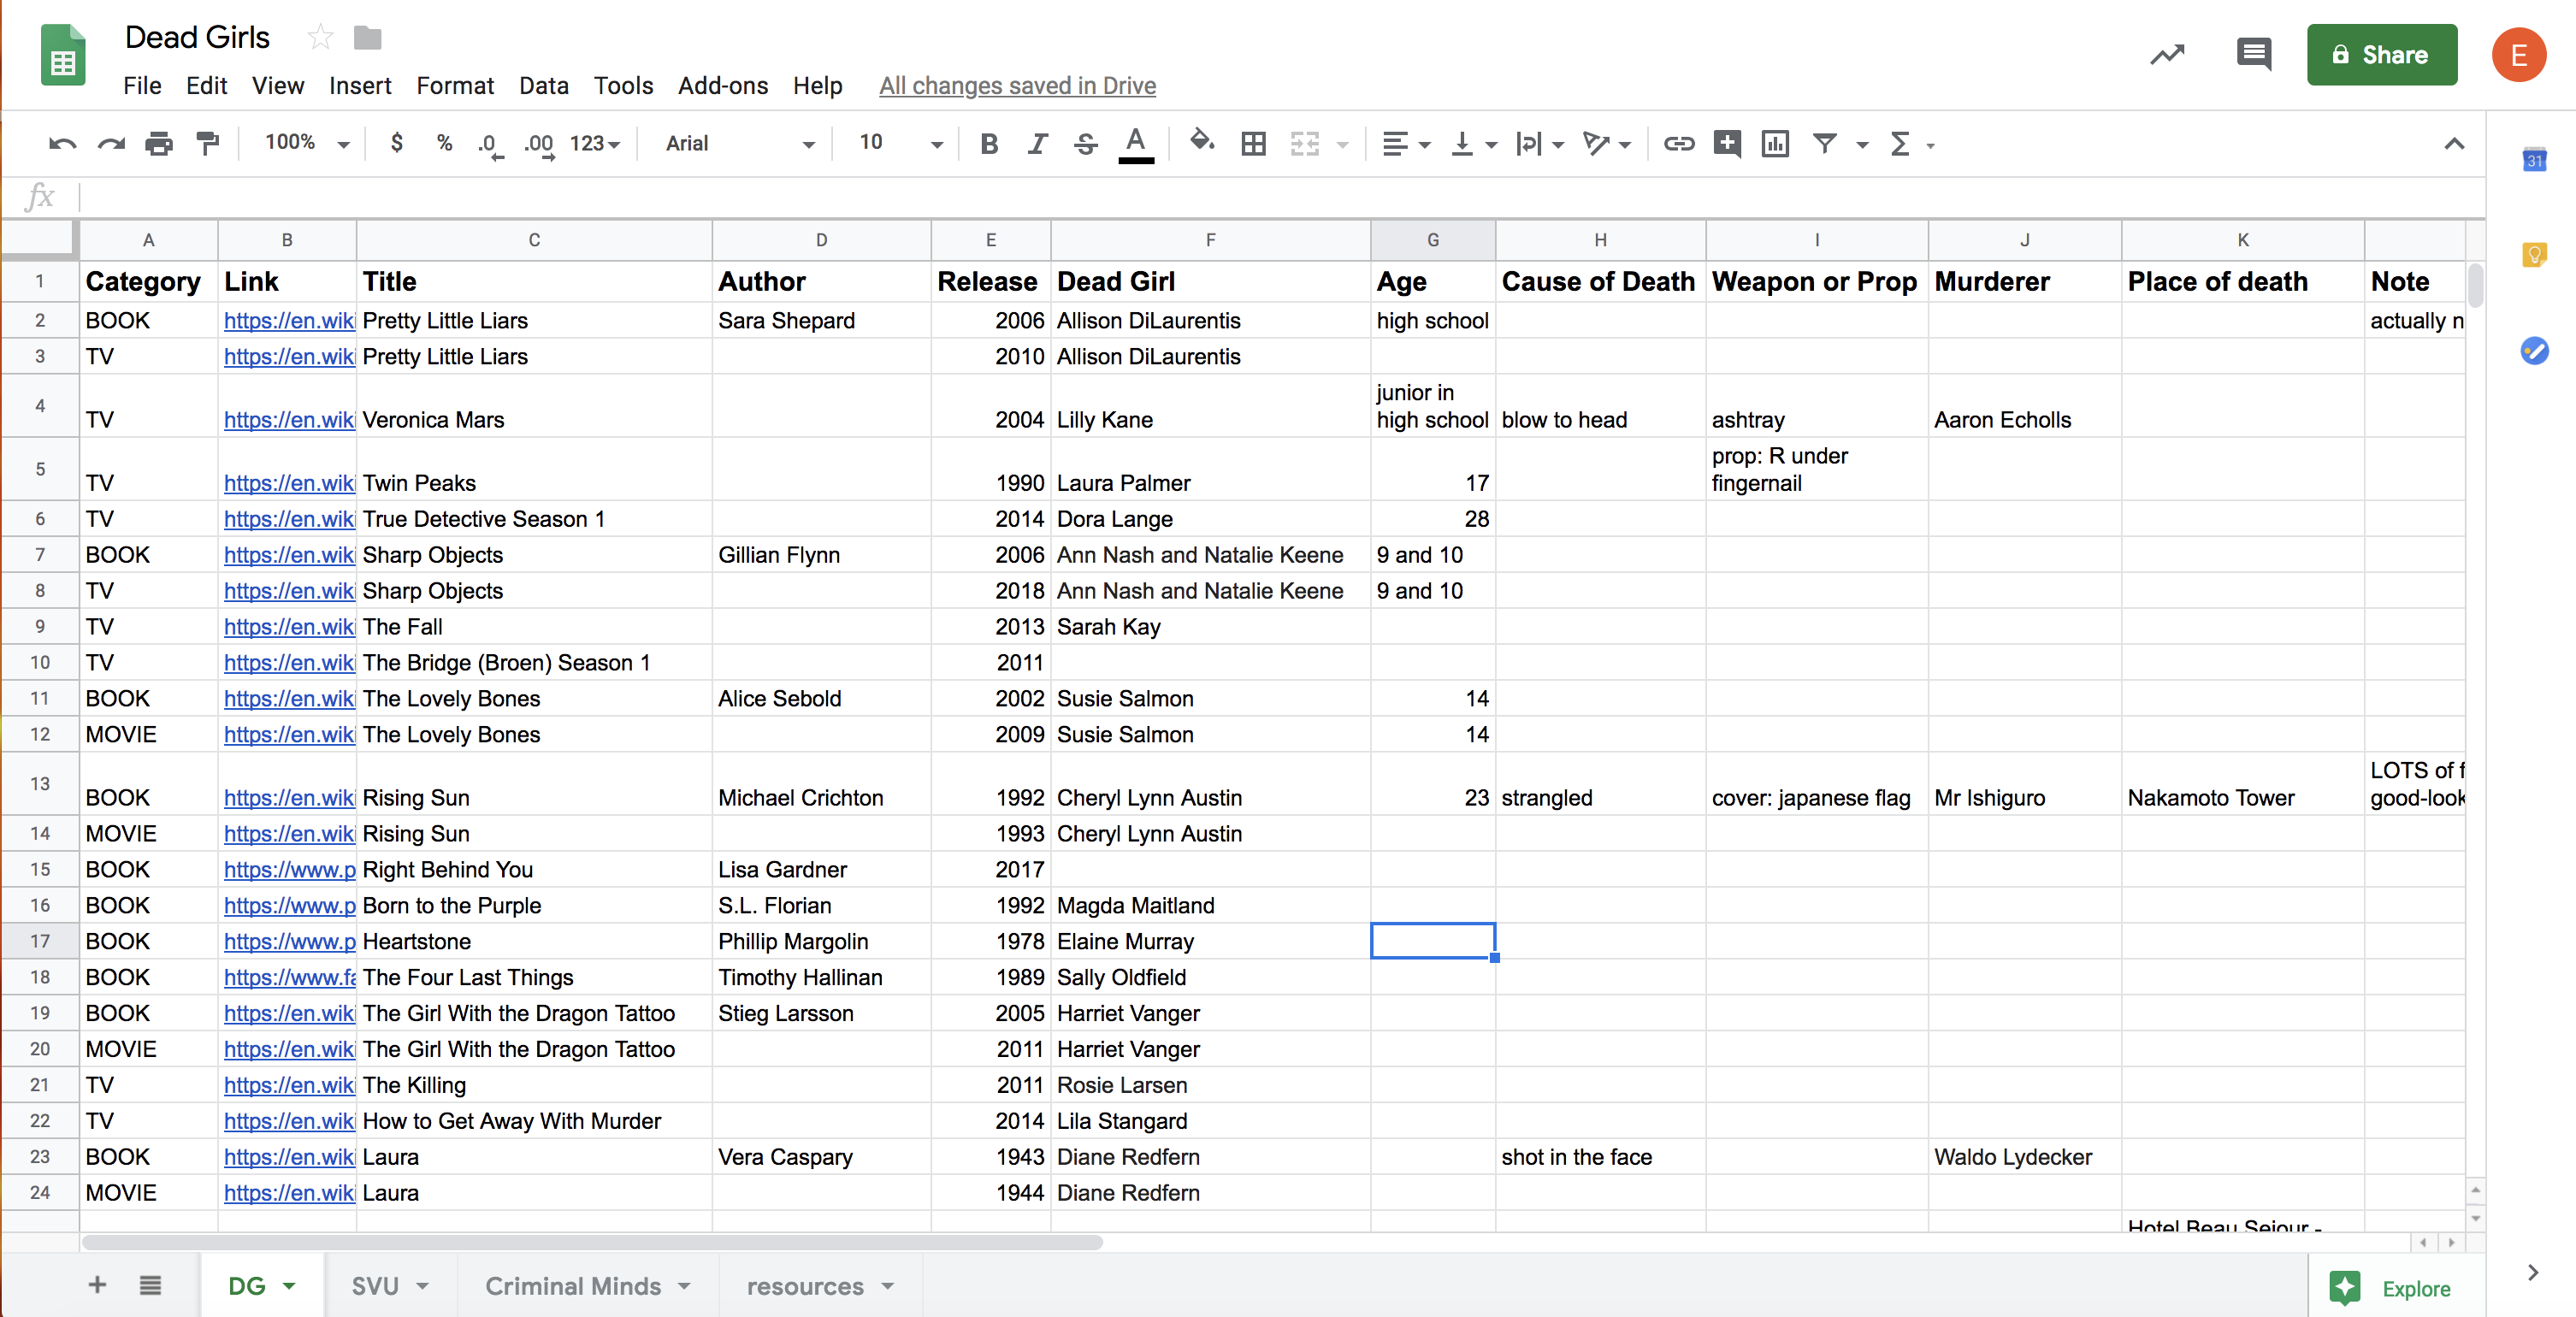 Dead Girls
Share
E
File Edit View Insert Format Data Tools Add-ons Help All changes saved in Drive
100% $ % .0 .00 123 Arial 10 B I S A
31
fx
A B C D E F G H I J K
1 Category Link Title Author Release Dead Girl Age Cause of Death Weapon or Prop Murderer Place of death Note
2 BOOK https://en.wiki Pretty Little Liars Sara Shepard 2006 Allison DiLaurentis high school actually n
3 TV https://en.wiki Pretty Little Liars 2010 Allison DiLaurentis
4 TV https://en.wiki Veronica Mars 2004 Lilly Kane junior in high school blow to head ashtray Aaron Echolls
5 TV https://en.wiki Twin Peaks 1990 Laura Palmer 17 prop: R under fingernail
6 TV https://en.wiki True Detective Season 1 2014 Dora Lange 28
7 BOOK https://en.wiki Sharp Objects Gillian Flynn 2006 Ann Nash and Natalie Keene 9 and 10
8 TV https://en.wiki Sharp Objects 2018 Ann Nash and Natalie Keene 9 and 10
9 TV https://en.wiki The Fall 2013 Sarah Kay
10 TV https://en.wiki The Bridge (Broen) Season 1 2011
11 BOOK https://en.wiki The Lovely Bones Alice Sebold 2002 Susie Salmon 14
12 MOVIE https://en.wiki The Lovely Bones 2009 Susie Salmon 14
13 BOOK https://en.wiki Rising Sun Michael Crichton 1992 Cheryl Lynn Austin 23 strangled cover: japanese flag Mr Ishiguro Nakamoto Tower LOTS of f good-look
14 MOVIE https://en.wiki Rising Sun 1993 Cheryl Lynn Austin
15 BOOK https://www.p Right Behind You Lisa Gardner 2017
16 BOOK https://www.p Born to the Purple S.L. Florian 1992 Magda Maitland
17 BOOK https://www.p Heartstone Phillip Margolin 1978 Elaine Murray
18 BOOK https://www.fa The Four Last Things Timothy Hallinan 1989 Sally Oldfield
19 BOOK https://en.wiki The Girl With the Dragon Tattoo Stieg Larsson 2005 Harriet Vanger
20 MOVIE https://en.wiki The Girl With the Dragon Tattoo 2011 Harriet Vanger
21 TV https://en.wiki The Killing 2011 Rosie Larsen
22 TV https://en.wiki How to Get Away With Murder 2014 Lila Stangard
23 BOOK https://en.wiki Laura Vera Caspary 1943 Diane Redfern shot in the face Waldo Lydecker
24 MOVIE https://en.wiki Laura 1944 Diane Redfern
Hotel Beau Sejour -
DG SVU Criminal Minds resources Explore